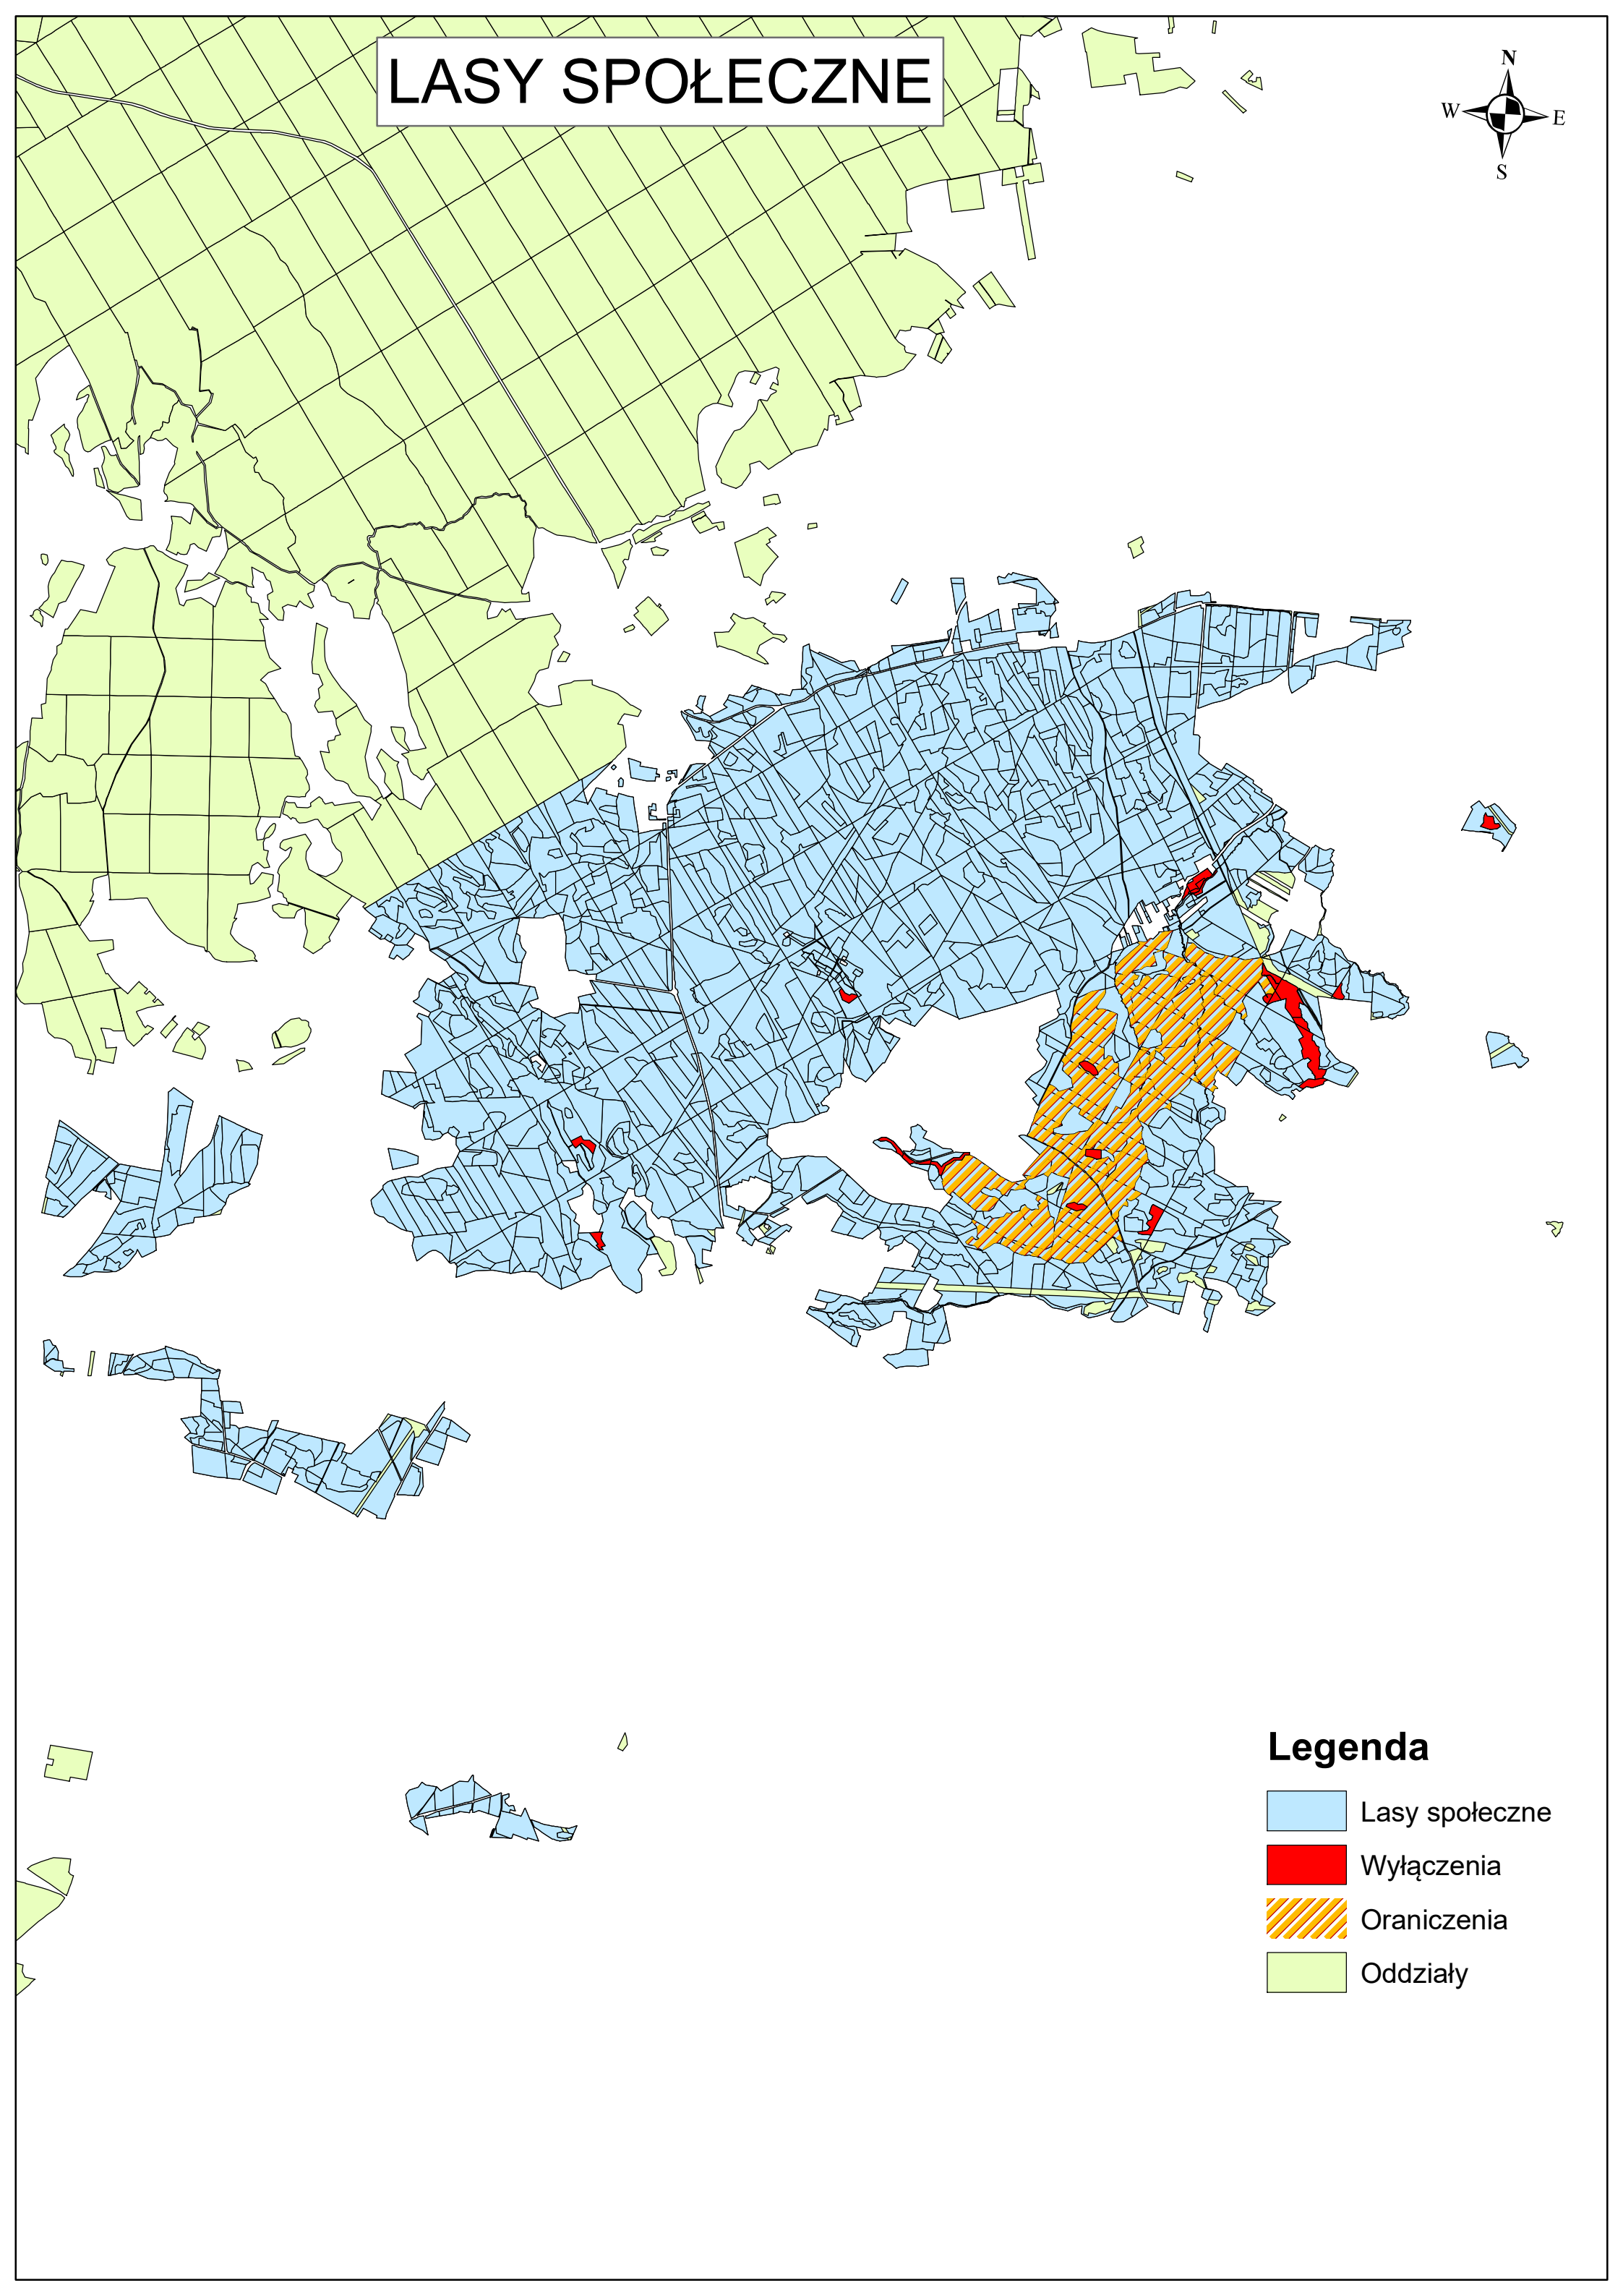 LASY SPOŁECZNE
N
W
E
S
Legenda
Lasy społeczne
Wyłączenia
Oraniczenia
Oddziały